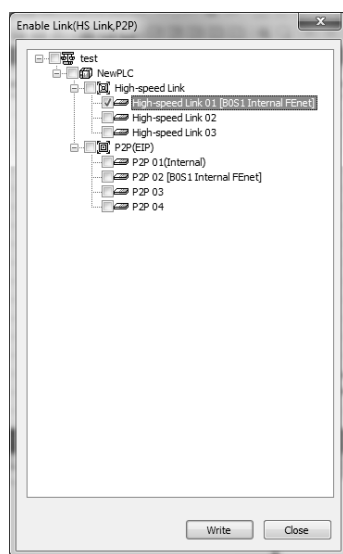 Enable Link(HS Link,P2P)
x
test
NewPLC
High-speed Link
High-speed Link 01 [B0S1 Internal FEnet]
High-speed Link 02
High-speed Link 03
P2P(EIP)
P2P 01(Internal)
P2P 02 [B0S1 Internal FEnet]
P2P 03
P2P 04
Write Close